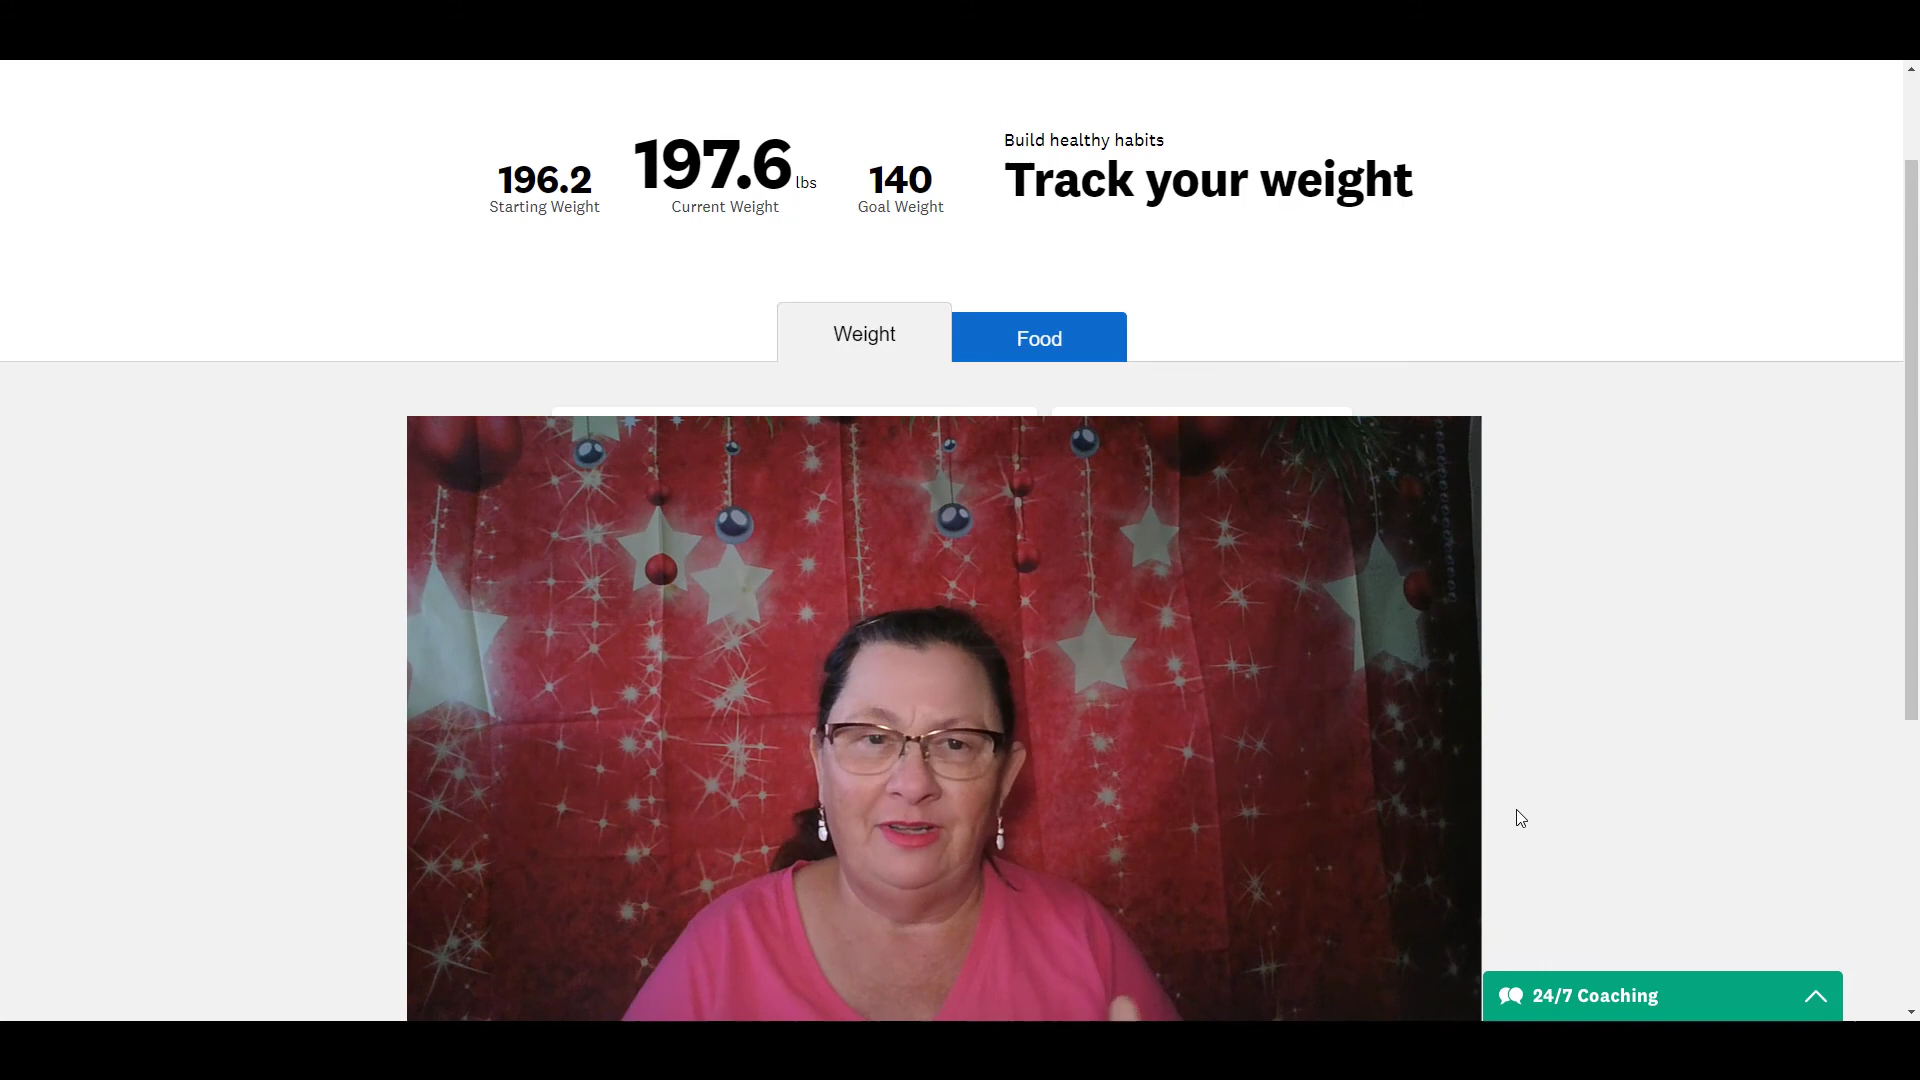 196.2
Starting Weight
197.6 lbs
Current Weight
140
Goal Weight
Build healthy habits
Track your weight
Weight
Food
24/7 Coaching